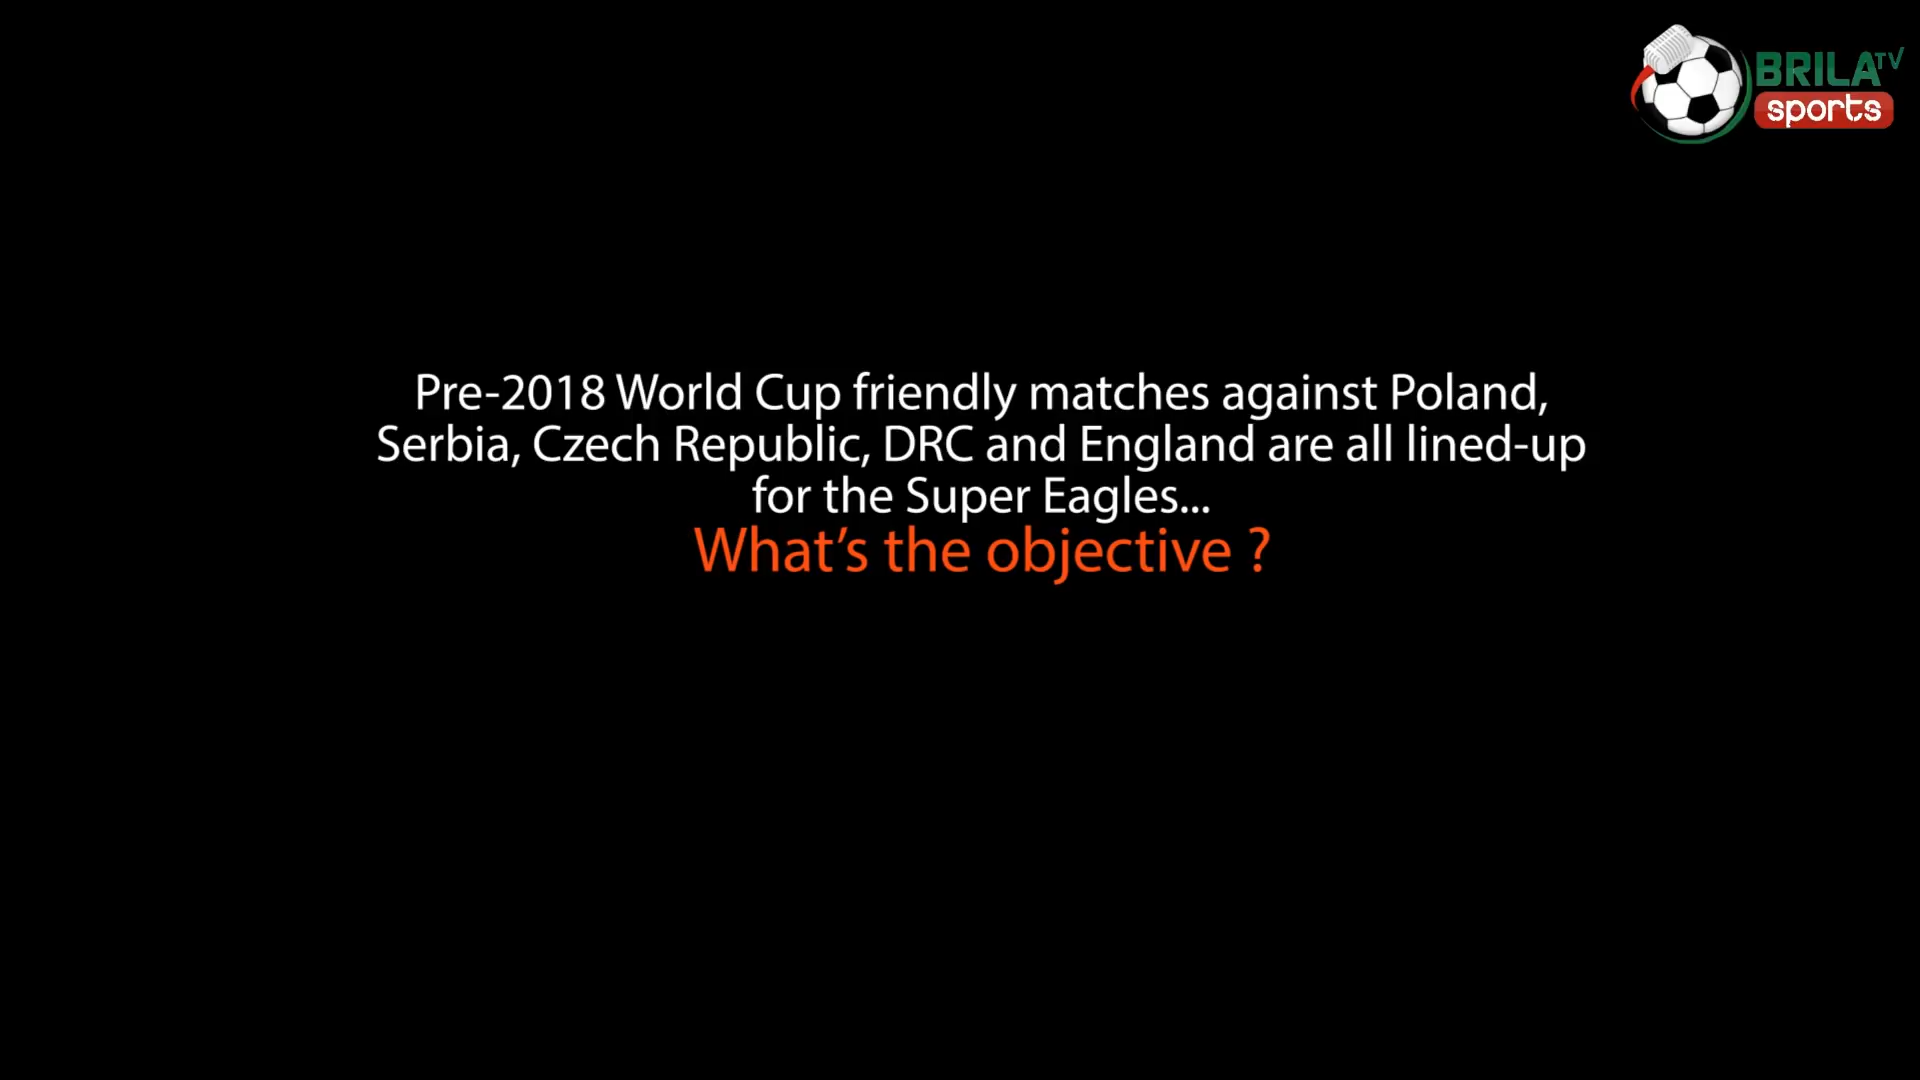 BRILA TV
sports
Pre-2018 World Cup friendly matches against Poland,
Serbia, Czech Republic, DRC and England are all lined-up
for the Super Eagles...
What's the objective ?